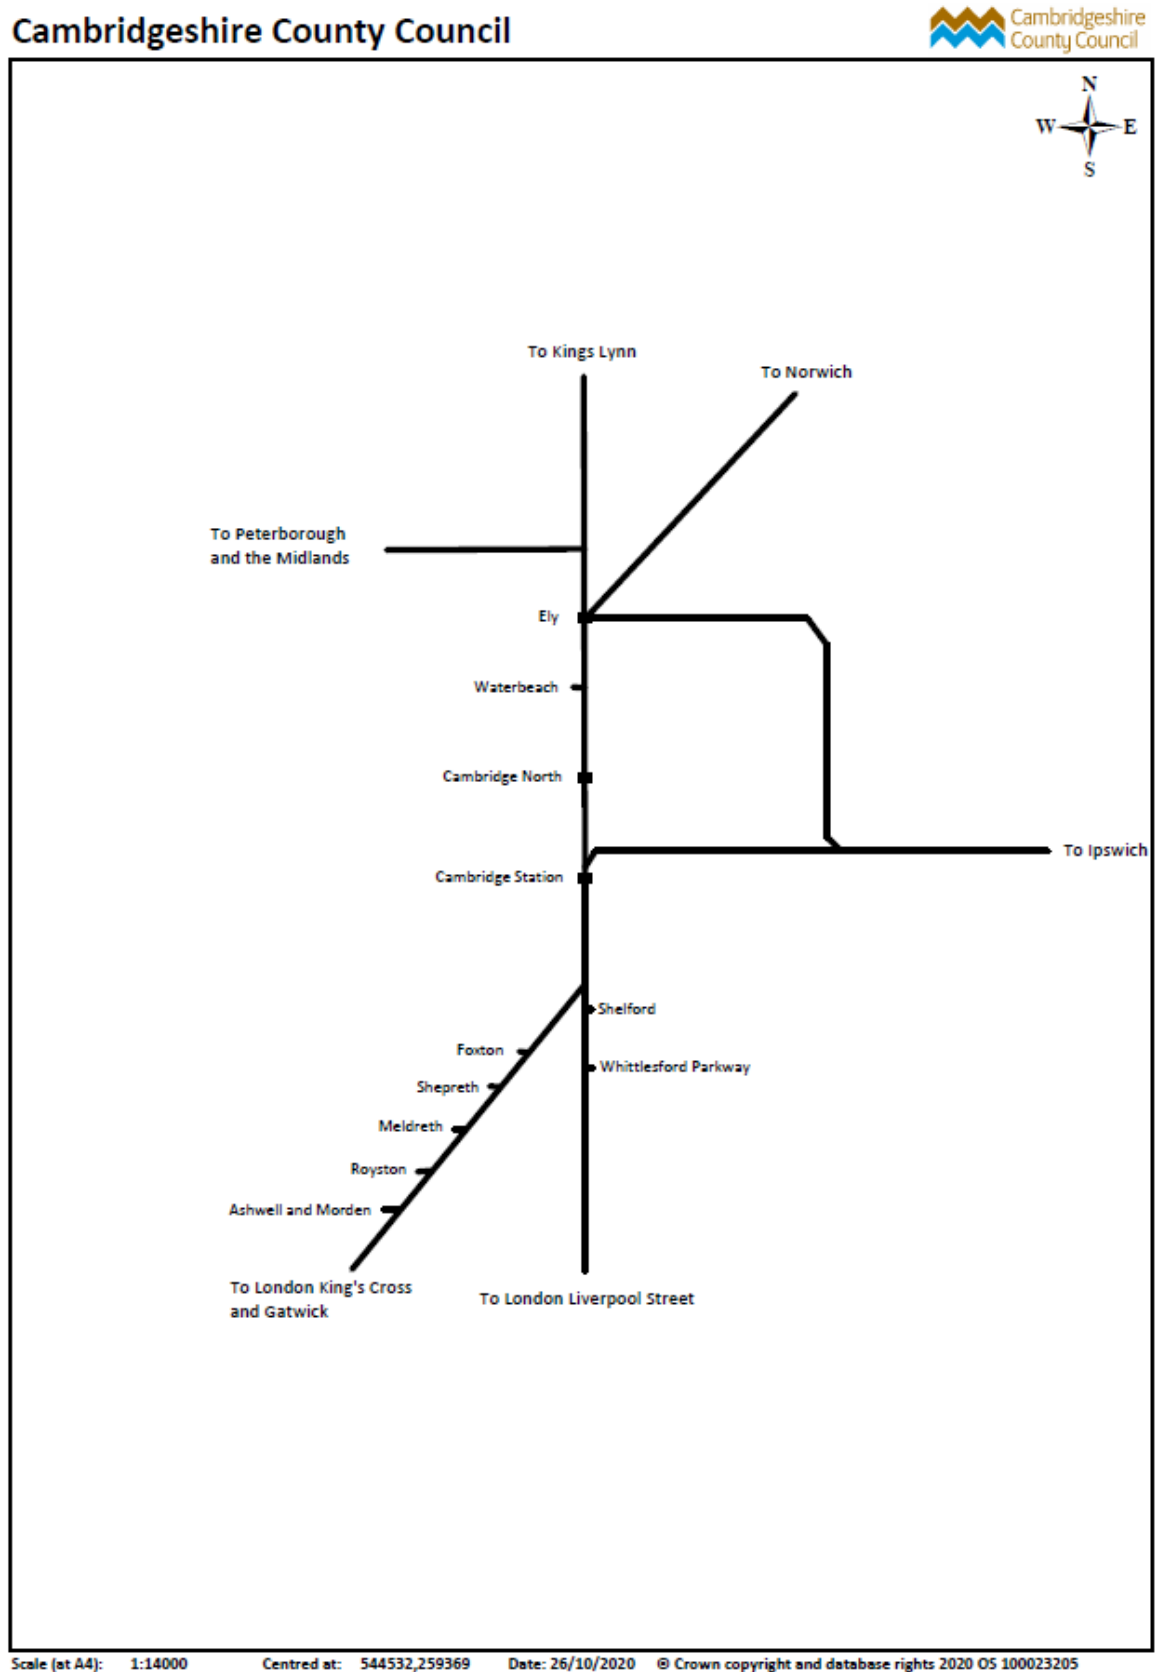 Cambridgeshire County Council
Cambridgeshire
County Council
N
W
E
S
To Kings Lynn
To Norwich
To Peterborough
and the Midlands
Ely
Waterbeach
Cambridge North
To Ipswich
Cambridge Station
Shelford
Foxton
Whittlesford Parkway
Shepreth
Meldreth
Royston
Ashwell and Morden
To London King's Cross
and Gatwick
To London Liverpool Street
Scale (at A4): 1:14000 Centred at: 544532,259369 Date: 26/10/2020 © Crown copyright and database rights 2020 OS 100023205